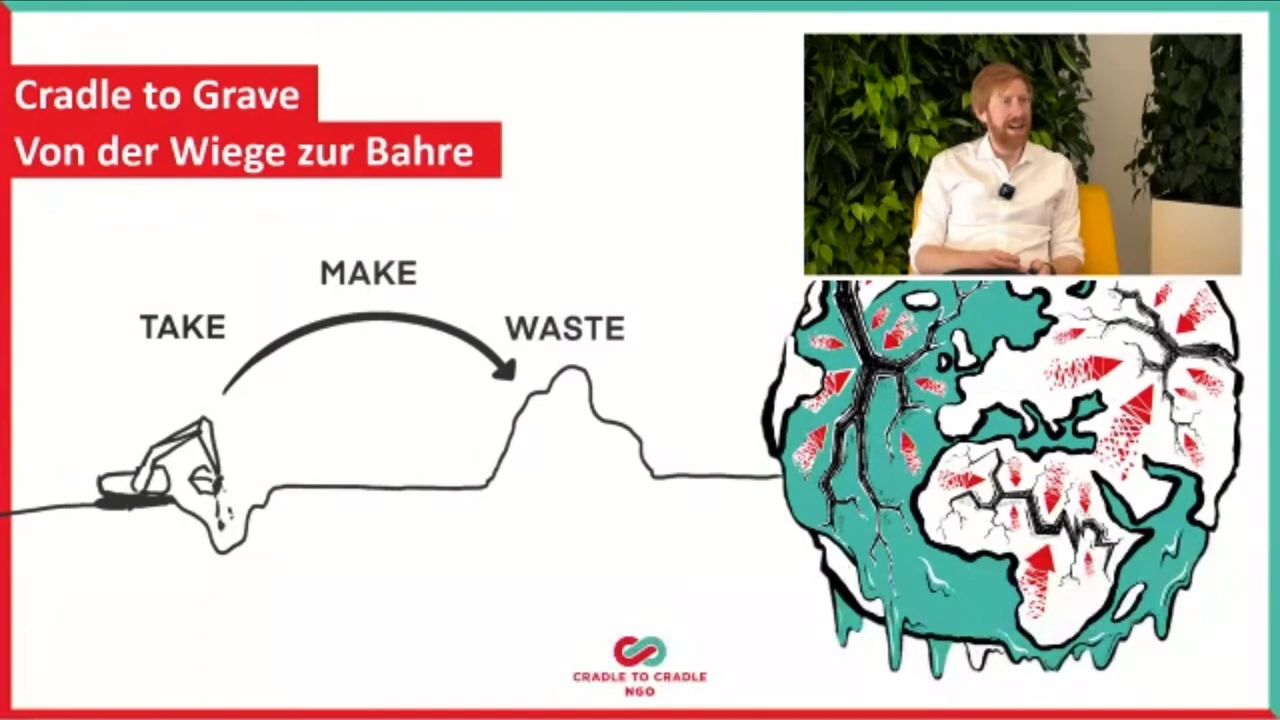 Cradle to Grave
Von der Wiege zur Bahre
MAKE
TAKE
WASTE
CRADLE TO CRADLE
NGO